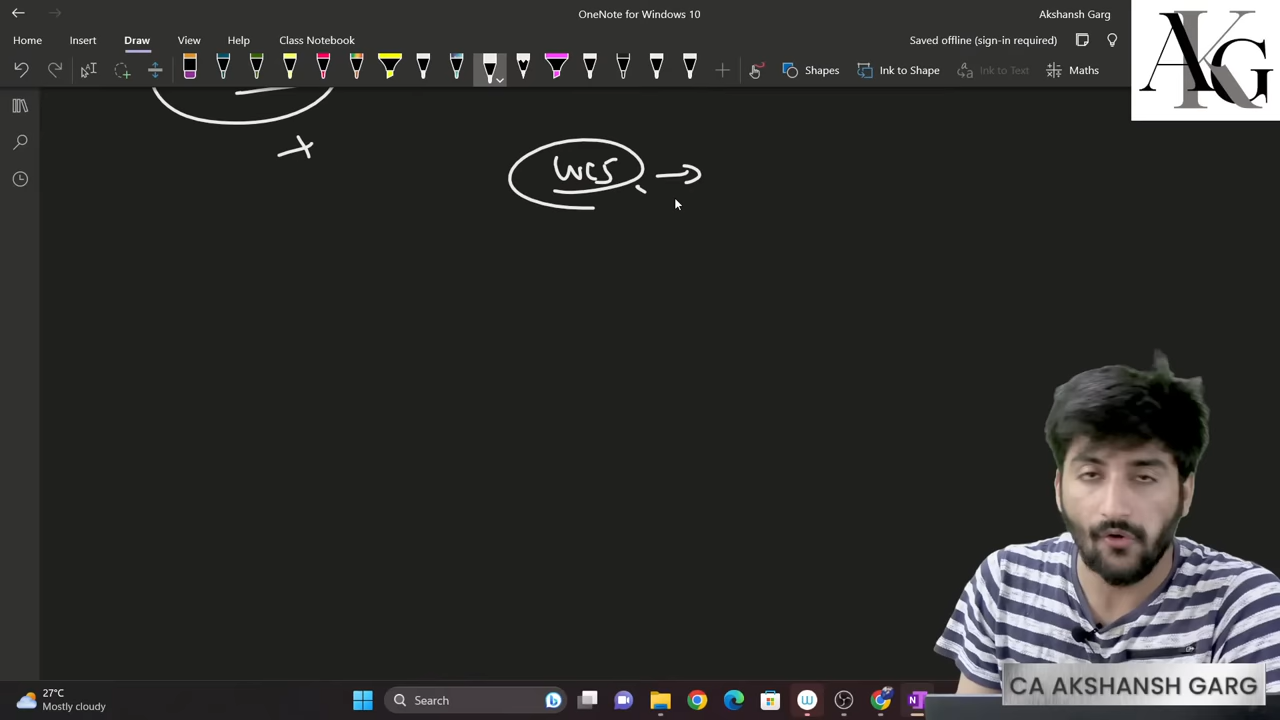 OneNote for Windows 10
Akshansh Garg
Home Insert Draw View Help Class Notebook
Saved offline (sign-in required)
Shapes
Ink to Shape
Ink to Text
Maths
AKG
WCS
CA AKSHANSH GARG
27°C
Mostly cloudy
Search